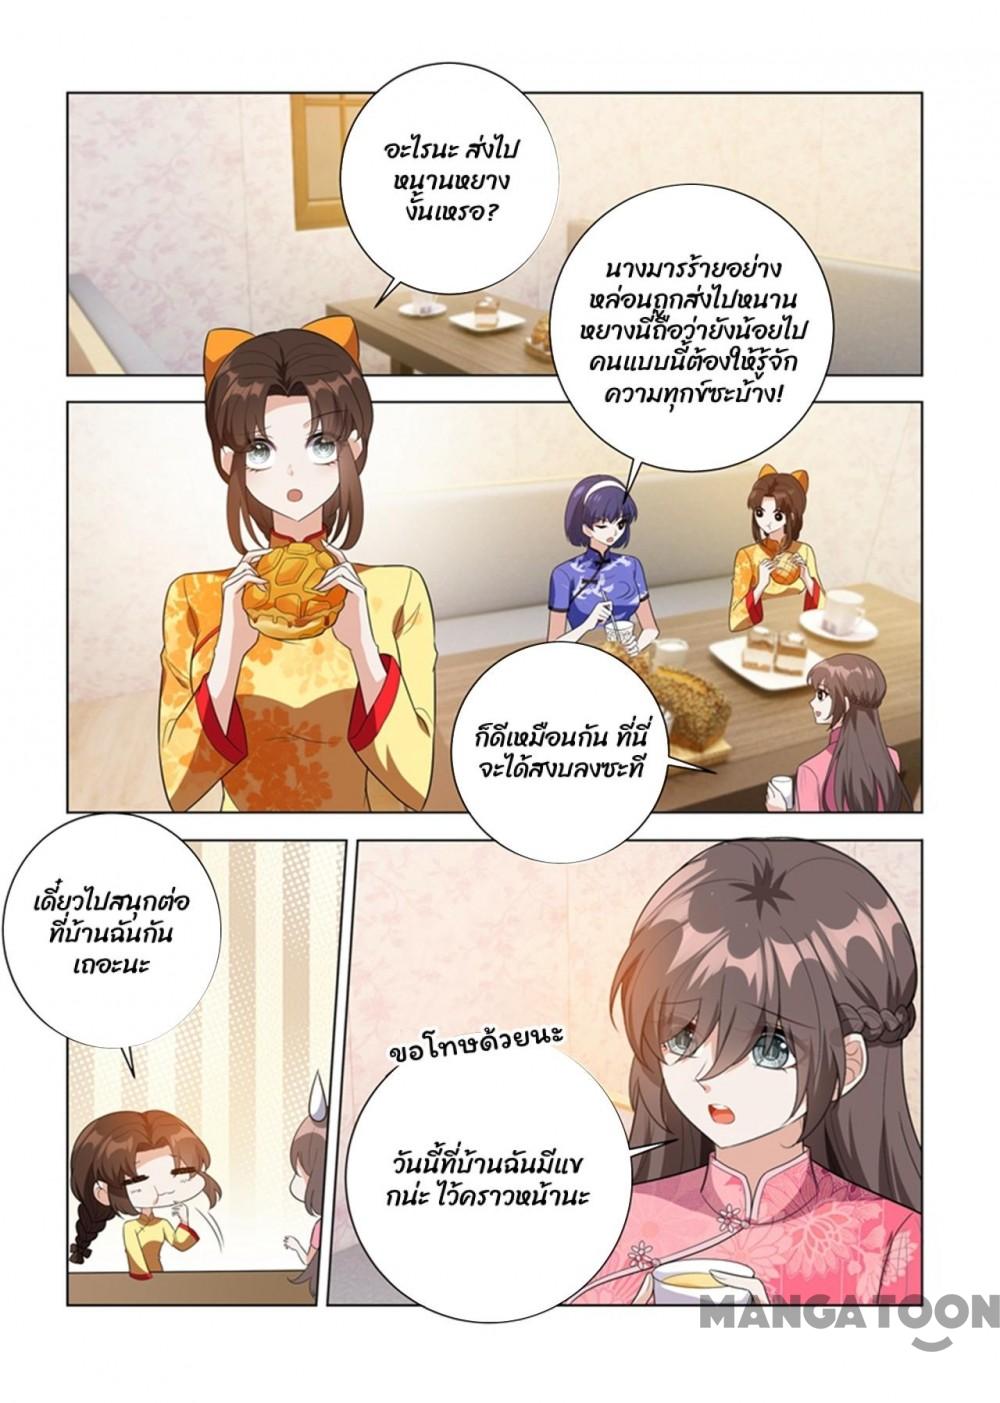 อะไรนะ ส่งไป
หนานหยาง
งั้นเหรอ?
นางมารร้ายอย่าง
หล่อนถูกส่งไปหนาน
หยางนี่ถือว่ายังน้อยไป
คนแบบนี้ต้องให้รู้จัก
ความทุกข์ซะบ้าง!
ก็ดีเหมือนกัน ที่นี่
จะได้สงบลงซะที
เดี๋ยวไปสนุกต่อ
ที่บ้านฉันกัน
เถอะนะ
ขอโทษด้วยนะ
วันนี้ที่บ้านฉันมีแข
กน่ะ ไว้คราวหน้านะ
MANGATOON